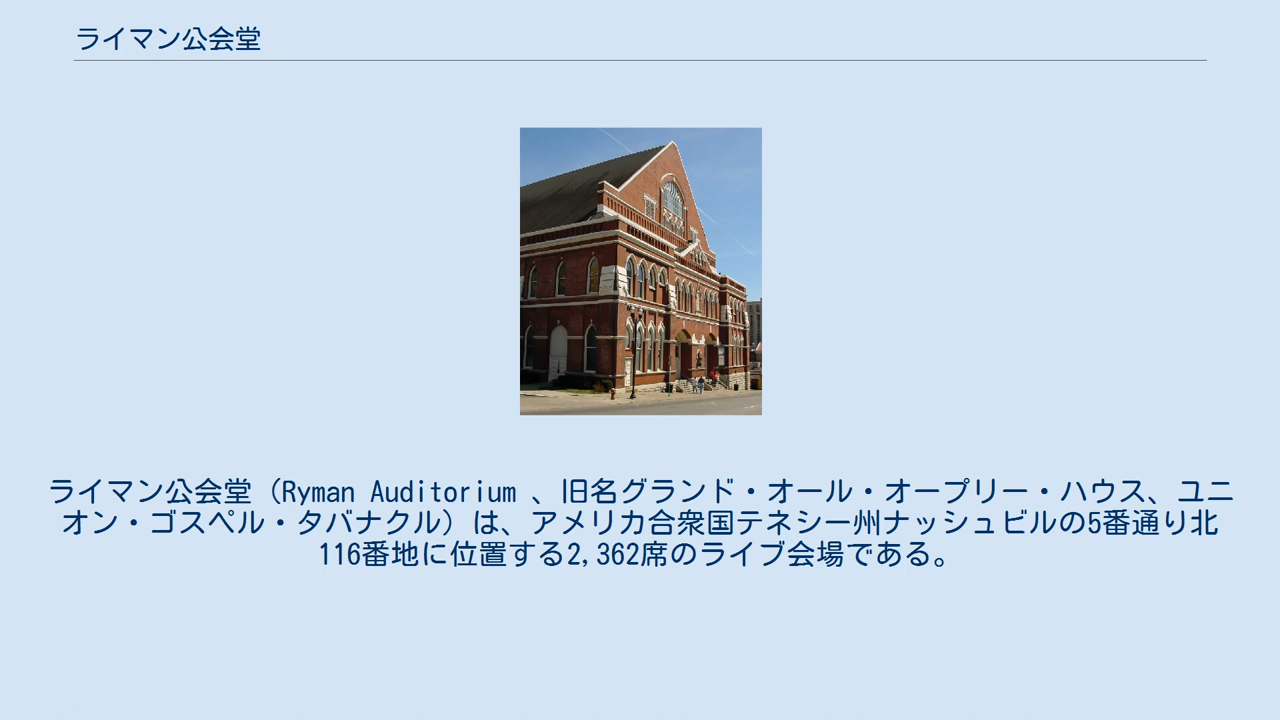 ライマン公会堂
ライマン公会堂（Ryman Auditorium 、旧名グランド・オール・オープリー・ハウス、ユニ
オン・ゴスペル・タバナクル）は、アメリカ合衆国テネシー州ナッシュビルの5番通り北
116番地に位置する2,362席のライブ会場である。